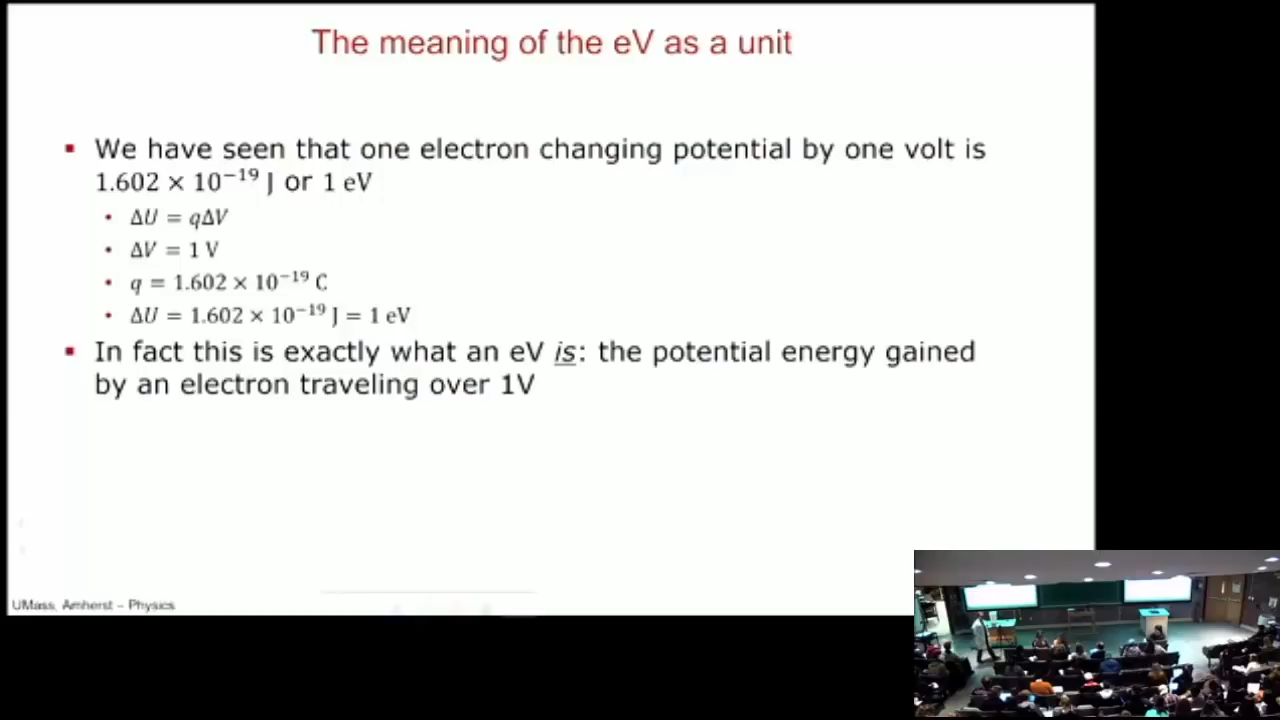 The meaning of the eV as a unit
▪ We have seen that one electron changing potential by one volt is
1.602 × 10⁻¹⁹ J or 1 eV
• ΔU = qΔV
• ΔV = 1 V
• q = 1.602 × 10⁻¹⁹ C
• ΔU = 1.602 × 10⁻¹⁹ J = 1 eV
▪ In fact this is exactly what an eV is: the potential energy gained
by an electron traveling over 1V
UMass, Amherst – Physics